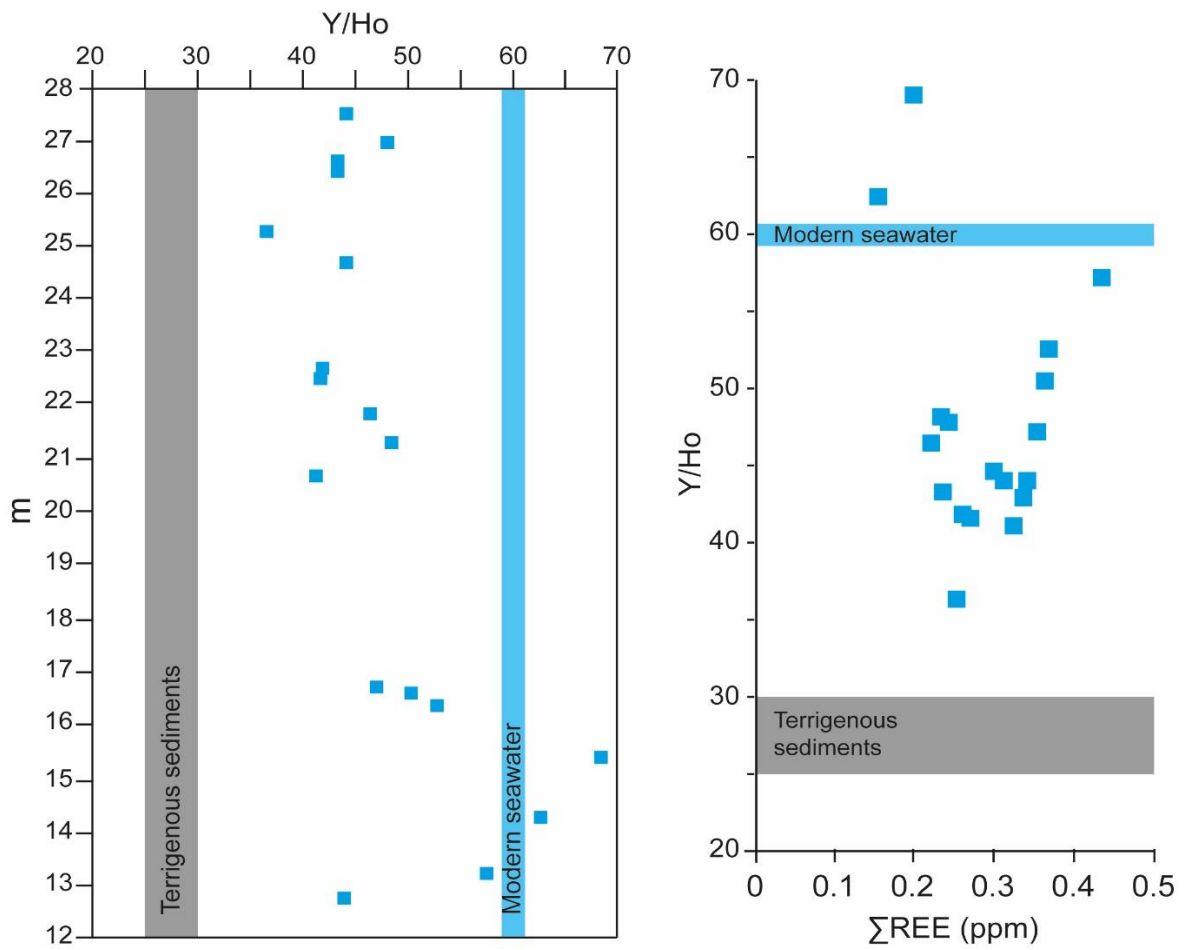 Y/Ho
20 30 40 50 60 70
28
27
26
25
24
23
22
21
20
19
18
17
16
15
14
13
12
m
Terrigenous sediments
Modern seawater
70
60
50
40
30
20
Y/Ho
Modern seawater
Terrigenous
sediments
0 0.1 0.2 0.3 0.4 0.5
∑REE (ppm)